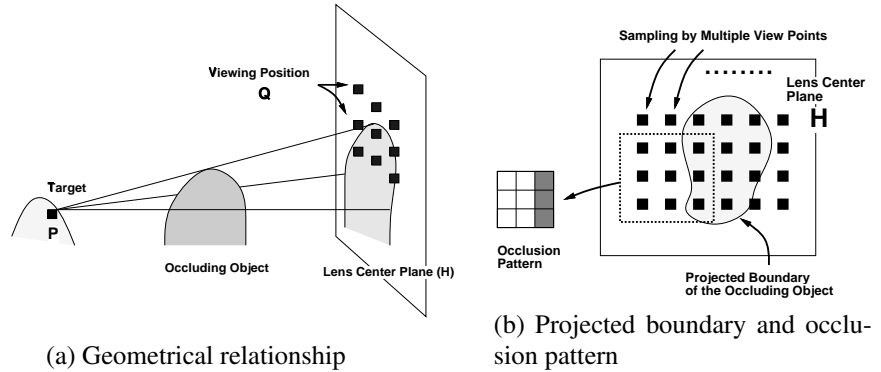 Viewing Position
Q
Target
P
Occluding Object
Lens Center Plane (H)
(a) Geometrical relationship
Sampling by Multiple View Points
Lens Center
Plane
H
Occlusion
Pattern
Projected Boundary
of the Occluding Object
(b) Projected boundary and occlu-
sion pattern